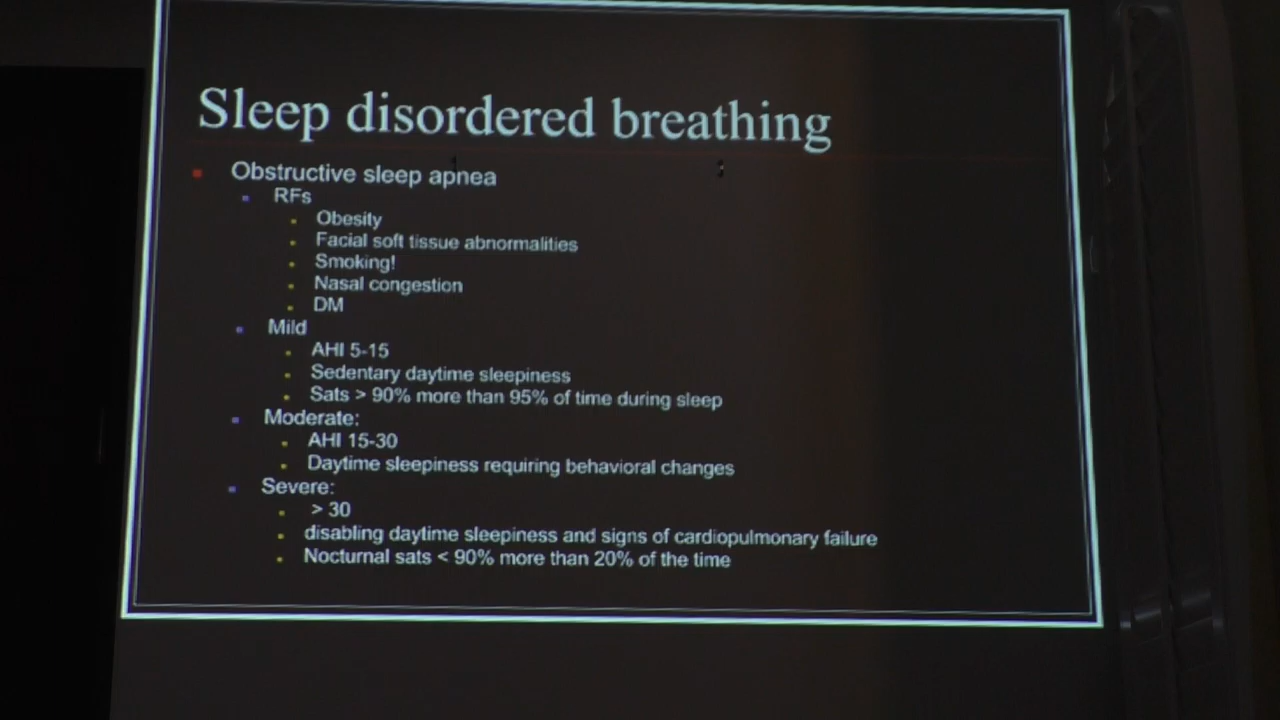 Sleep disordered breathing
Obstructive sleep apnea
RFs
Obesity
Facial soft tissue abnormalities
Smoking!
Nasal congestion
DM
Mild
AHI 5-15
Sedentary daytime sleepiness
Sats > 90% more than 95% of time during sleep
Moderate:
AHI 15-30
Daytime sleepiness requiring behavioral changes
Severe:
> 30
disabling daytime sleepiness and signs of cardiopulmonary failure
Nocturnal sats < 90% more than 20% of the time